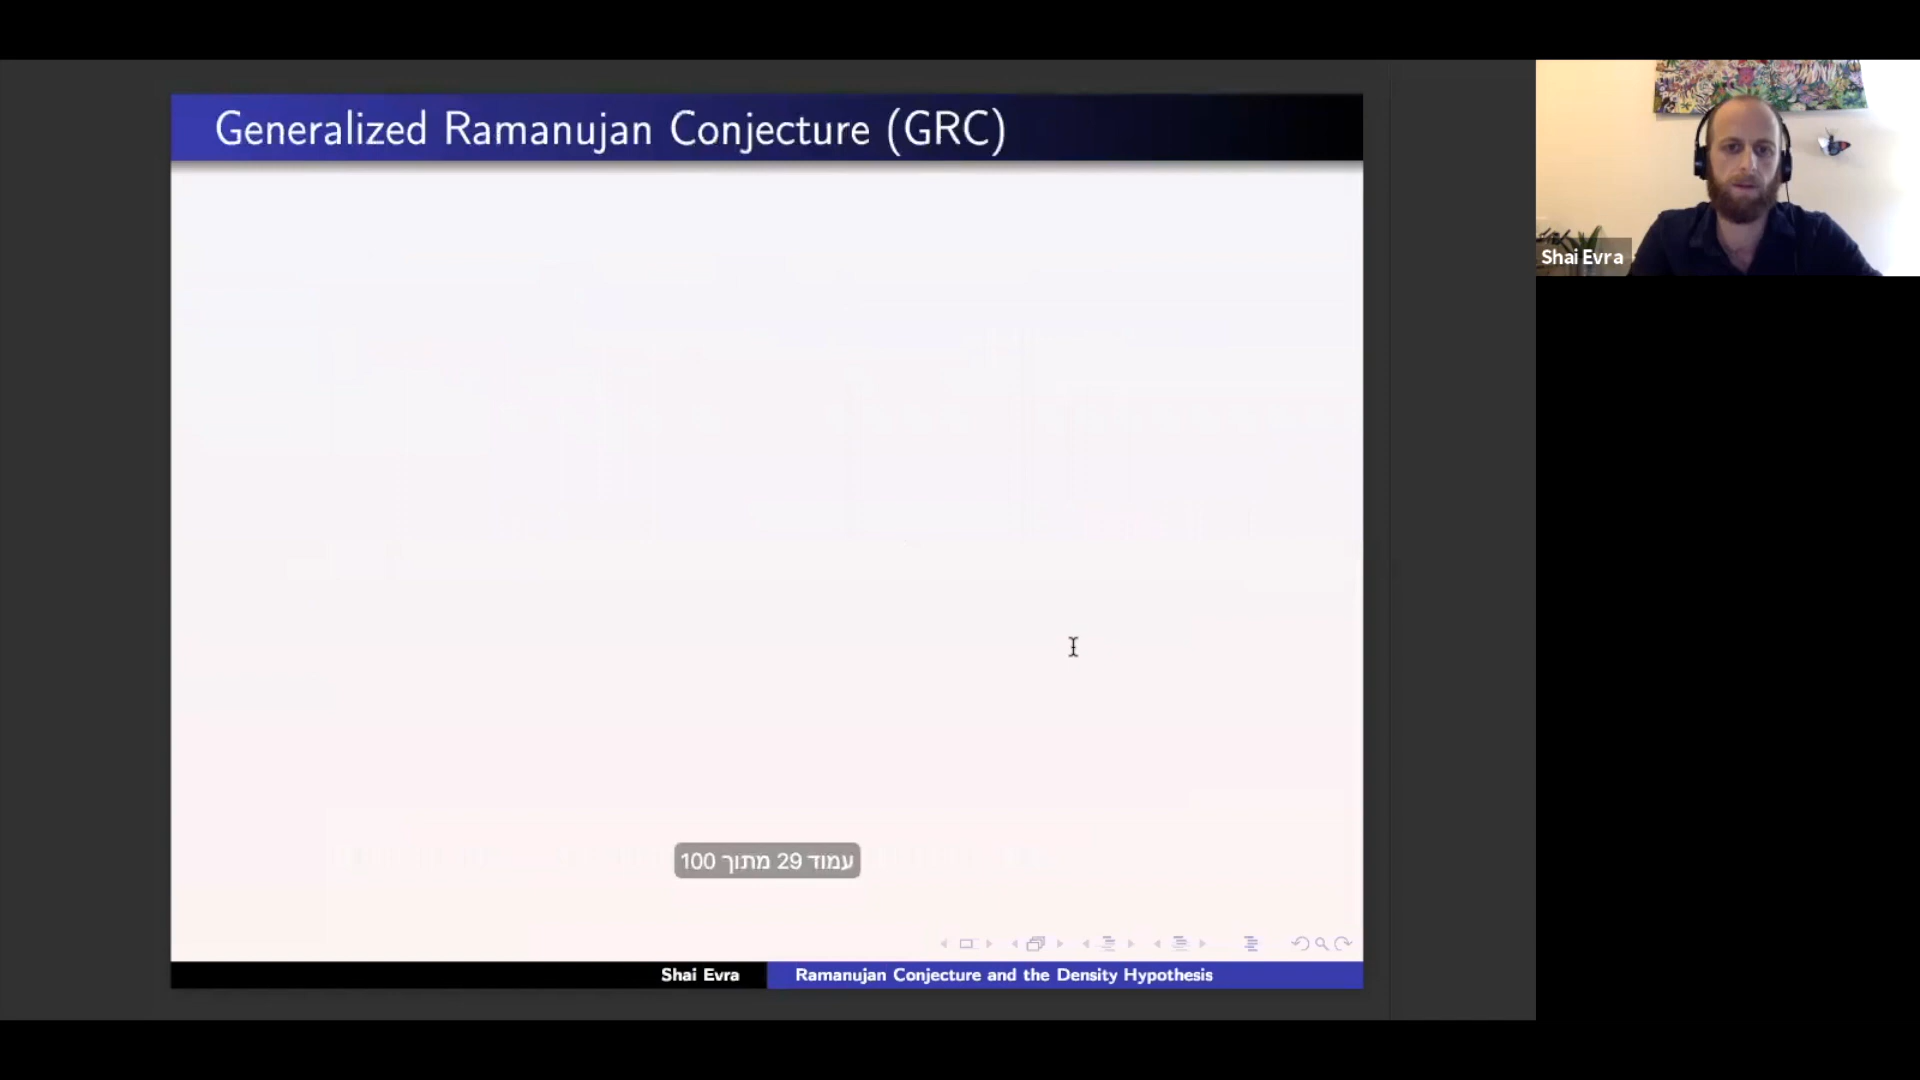 Generalized Ramanujan Conjecture (GRC)
Shai Evra
עמוד 29 מתוך 100
Shai Evra
Ramanujan Conjecture and the Density Hypothesis